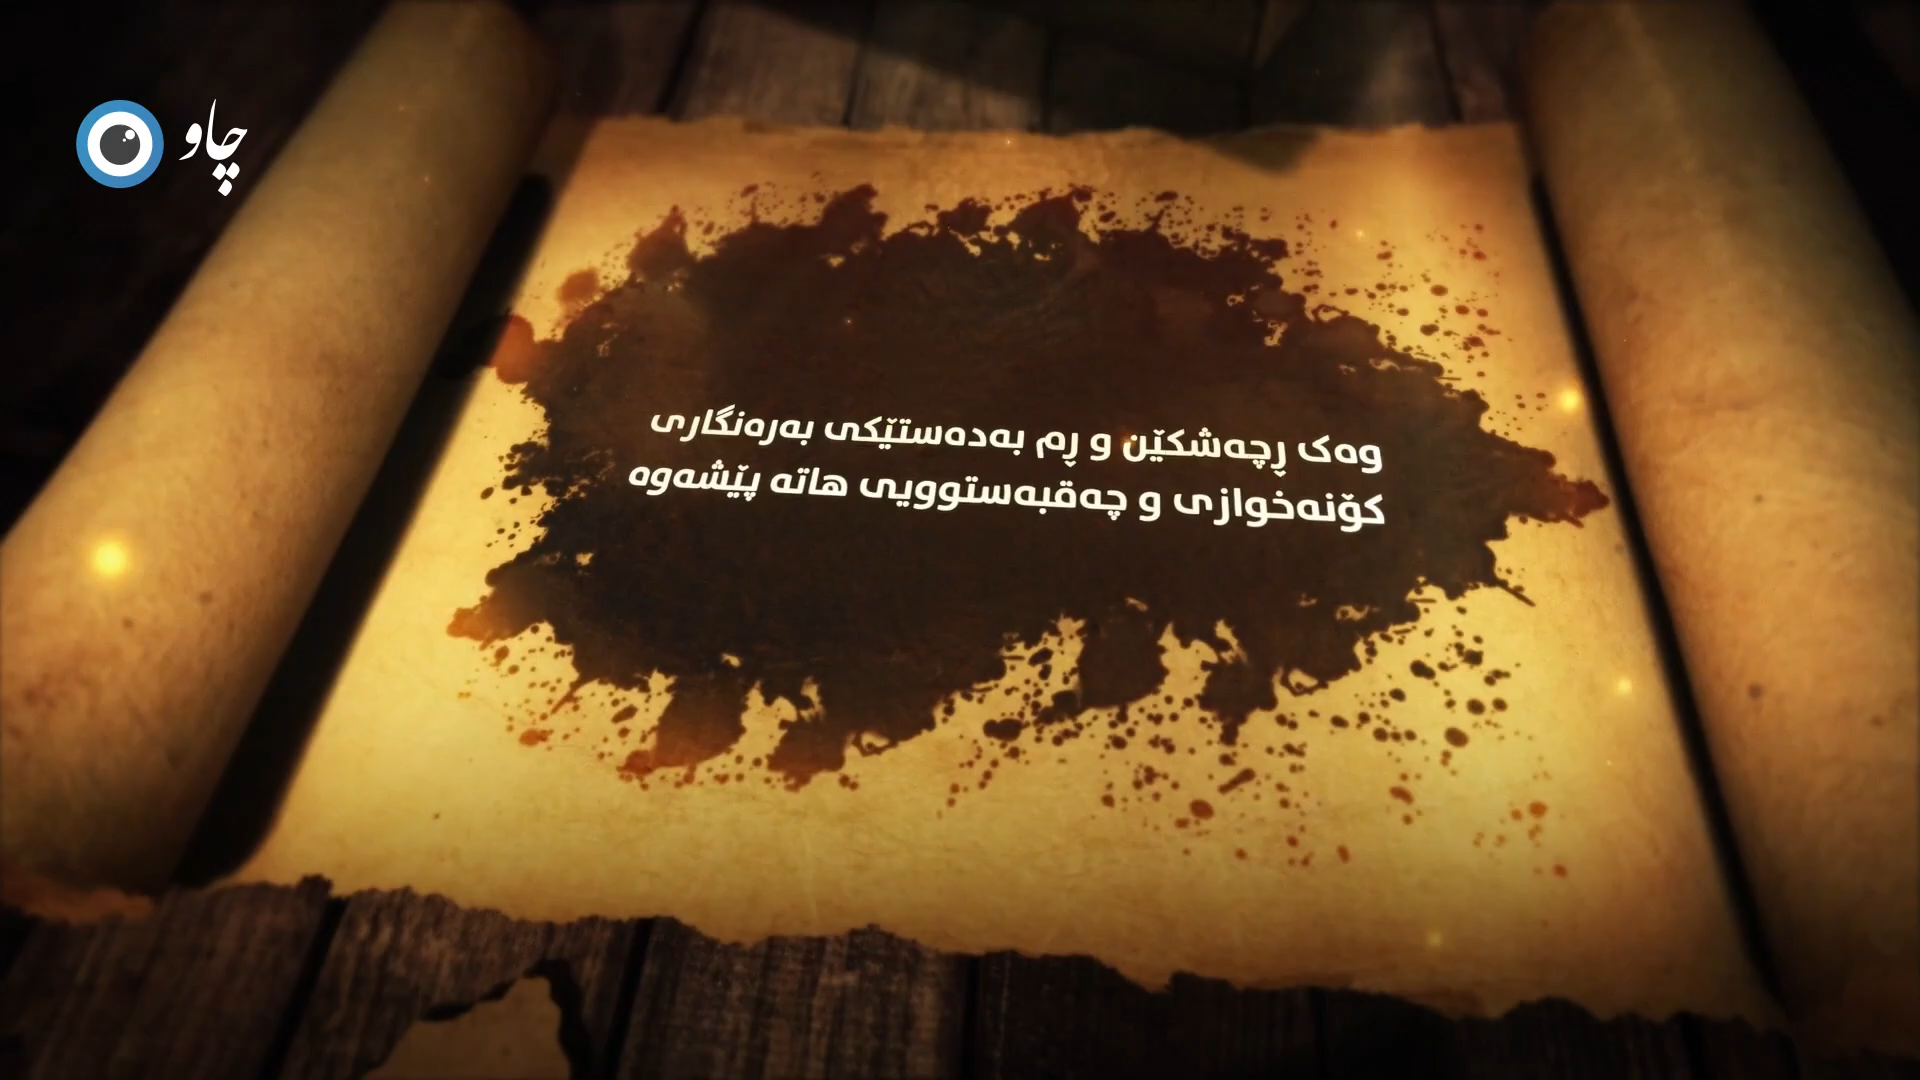 چاو
وەک ڕچەشکێن و ڕم بەدەستێکی بەرەنگاری
کۆنەخوازی و چەقبەستوویی هاتە پێشەوە